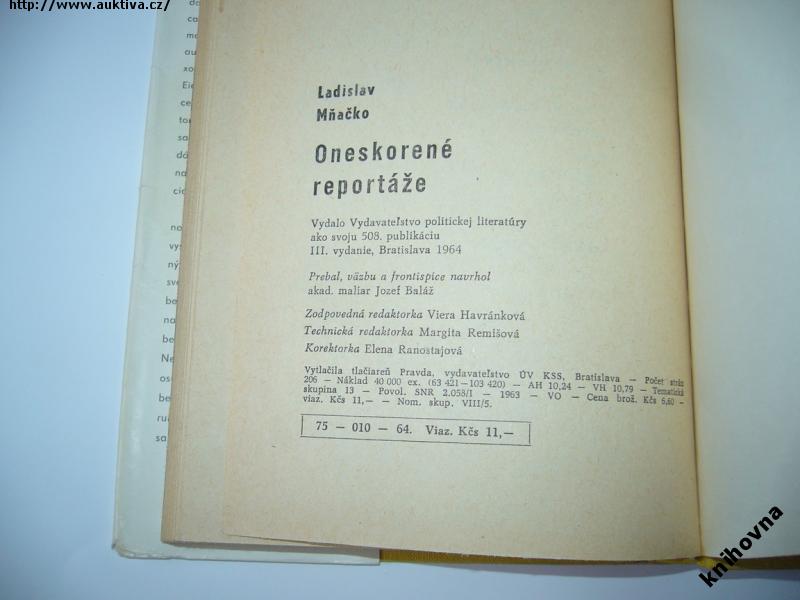 http://www.auktiva.cz/
Ladislav
Mňačko
Oneskorené
reportáže
Vydalo Vydavateľstvo politickej literatúry
ako svoju 508. publikáciu
III. vydanie, Bratislava 1964
Prebal, väzbu a frontispice navrhol
akad. maliar Jozef Baláž
Zodpovedná redaktorka Viera Havránková
Technická redaktorka Margita Remišová
Korektorka Elena Ranostajová
Vytlačila tlačiareň Pravda, vydavateľstvo ÚV KSS, Bratislava — Počet strán
206 — Náklad 40 000 ex. (63 421—103 420) — AH 10,24 — VH 10,79 — Tematická
skupina 13 — Povol. SNR 2.058/I — 1963 — VO — Cena brož. Kčs 6,60 —
viaz. Kčs 11,— — Nom. skup. VIII/5.
75 — 010 — 64. Viaz. Kčs 11,—
knihovna